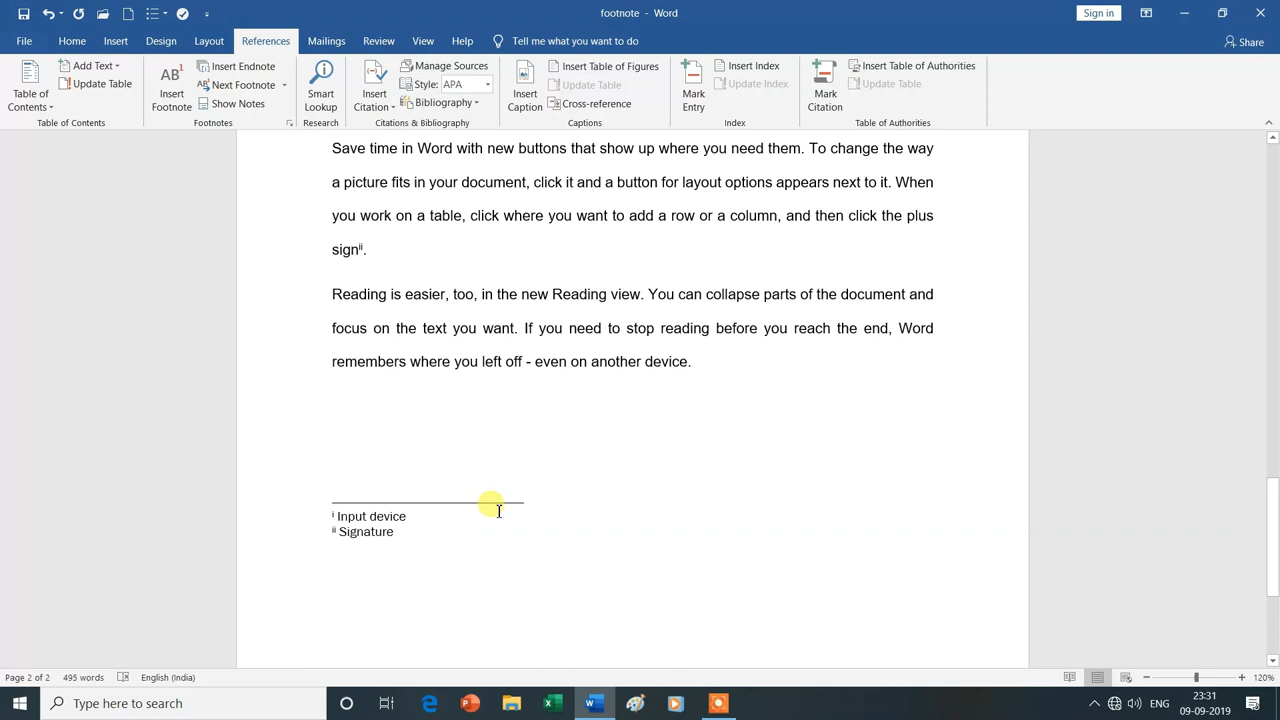 footnote - Word
Sign in
File Home Insert Design Layout References Mailings Review View Help Tell me what you want to do Share
Table of Contents
Add Text
Update Table
Table of Contents
AB1
Insert Footnote
Insert Endnote
AB1 Next Footnote
Show Notes
Footnotes
Smart Lookup
Research
Insert Citation
Manage Sources
Style: APA
Bibliography
Citations & Bibliography
Insert Caption
Insert Table of Figures
Update Table
Cross-reference
Captions
Mark Entry
Insert Index
Update Index
Index
Mark Citation
Insert Table of Authorities
Update Table
Table of Authorities
Save time in Word with new buttons that show up where you need them. To change the way
a picture fits in your document, click it and a button for layout options appears next to it. When
you work on a table, click where you want to add a row or a column, and then click the plus
signii.
Reading is easier, too, in the new Reading view. You can collapse parts of the document and
focus on the text you want. If you need to stop reading before you reach the end, Word
remembers where you left off - even on another device.
i Input device
ii Signature
Page 2 of 2 495 words English (India) 120%
Type here to search
ENG
23:31
09-09-2019